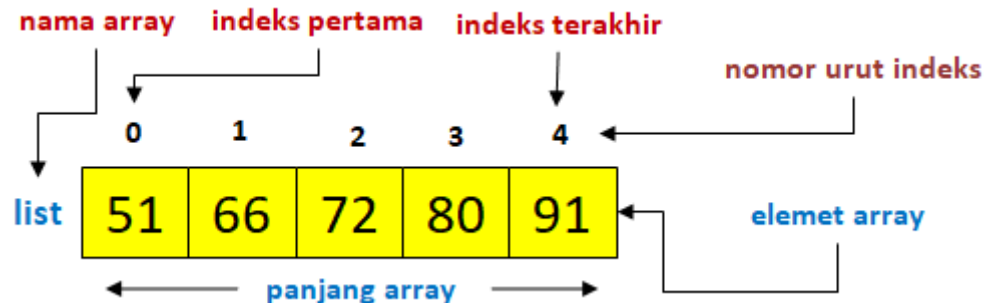 nama array
indeks pertama
indeks terakhir
nomor urut indeks
0 1 2 3 4
list 51 66 72 80 91
elemet array
panjang array